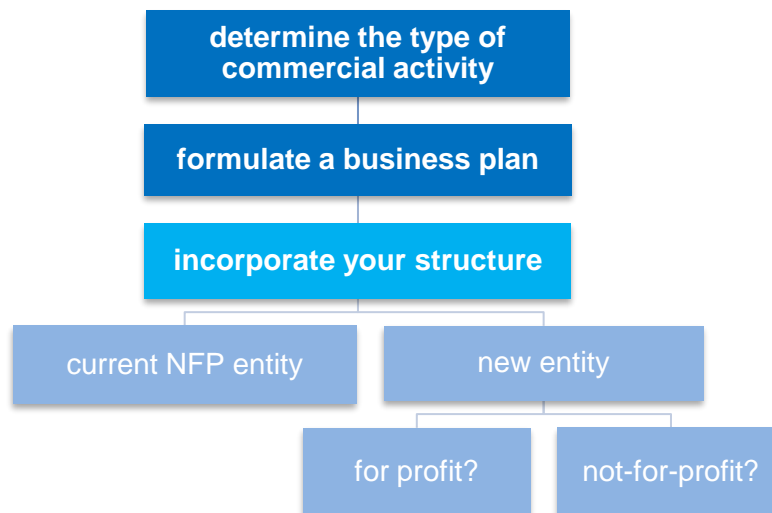 determine the type of
commercial activity
formulate a business plan
incorporate your structure
current NFP entity
new entity
for profit?
not-for-profit?